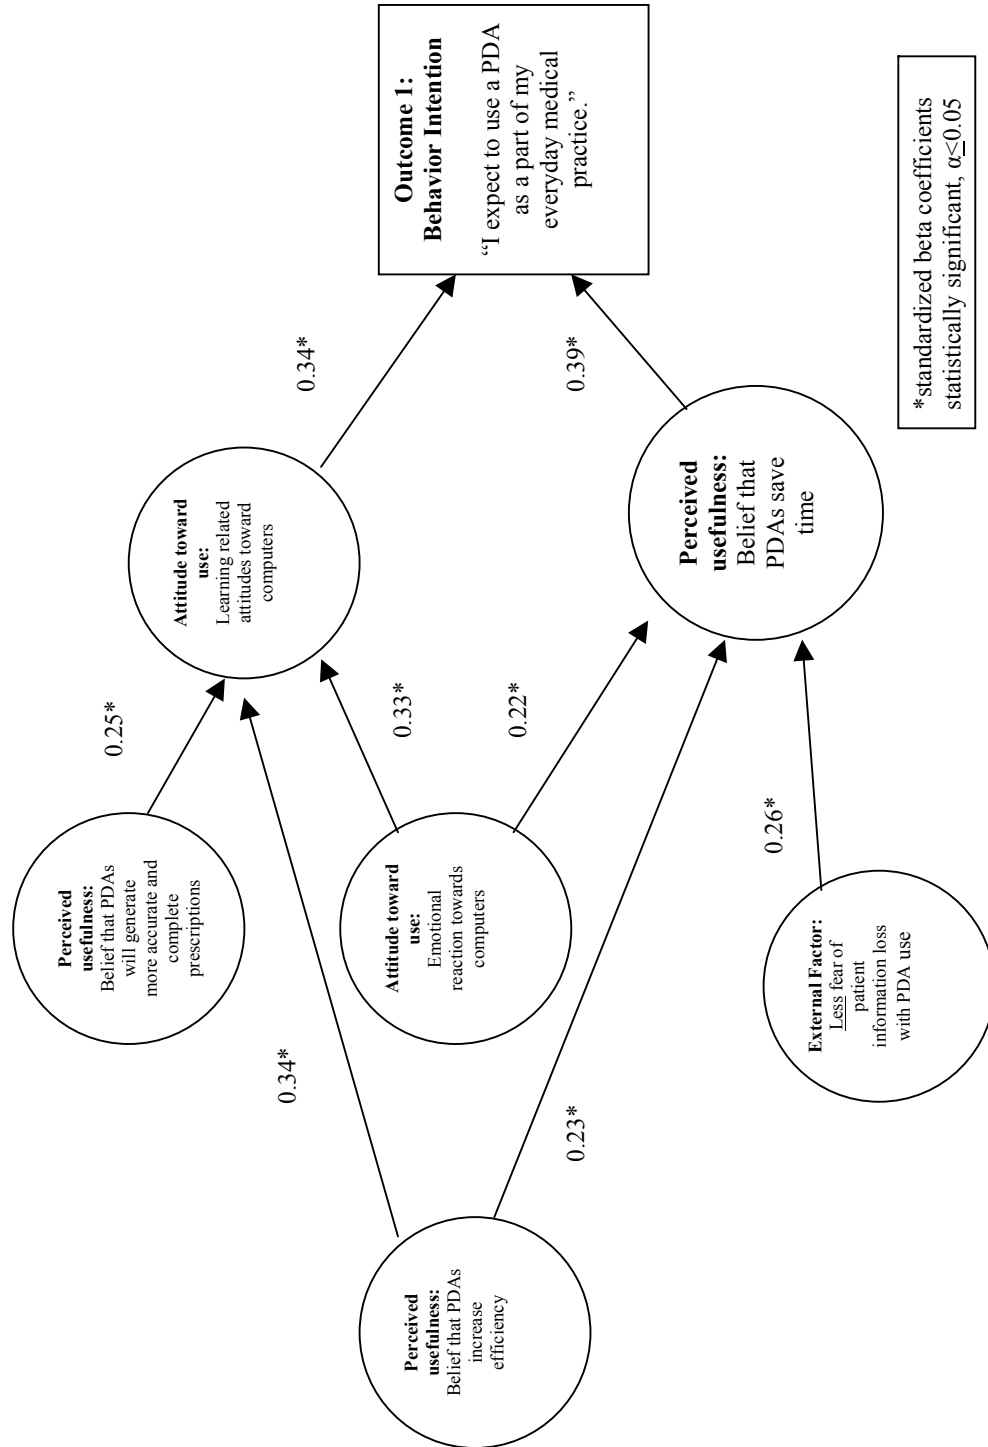 Perceived
usefulness:
Belief that PDAs
will generate
more accurate and
complete
prescriptions
0.25*
Attitude toward
use:
Learning related
attitudes toward
computers
0.34*
Outcome 1:
Behavior Intention
“I expect to use a PDA
as a part of my
everyday medical
practice.”
0.34*
0.33*
Attitude toward
use:
Emotional
reaction towards
computers
0.22*
Perceived
usefulness:
Belief that PDAs
increase
efficiency
0.23*
Perceived
usefulness:
Belief that
PDAs save
time
0.39*
External Factor:
Less fear of
patient
information loss
with PDA use
0.26*
*standardized beta coefficients
statistically significant, α≤0.05